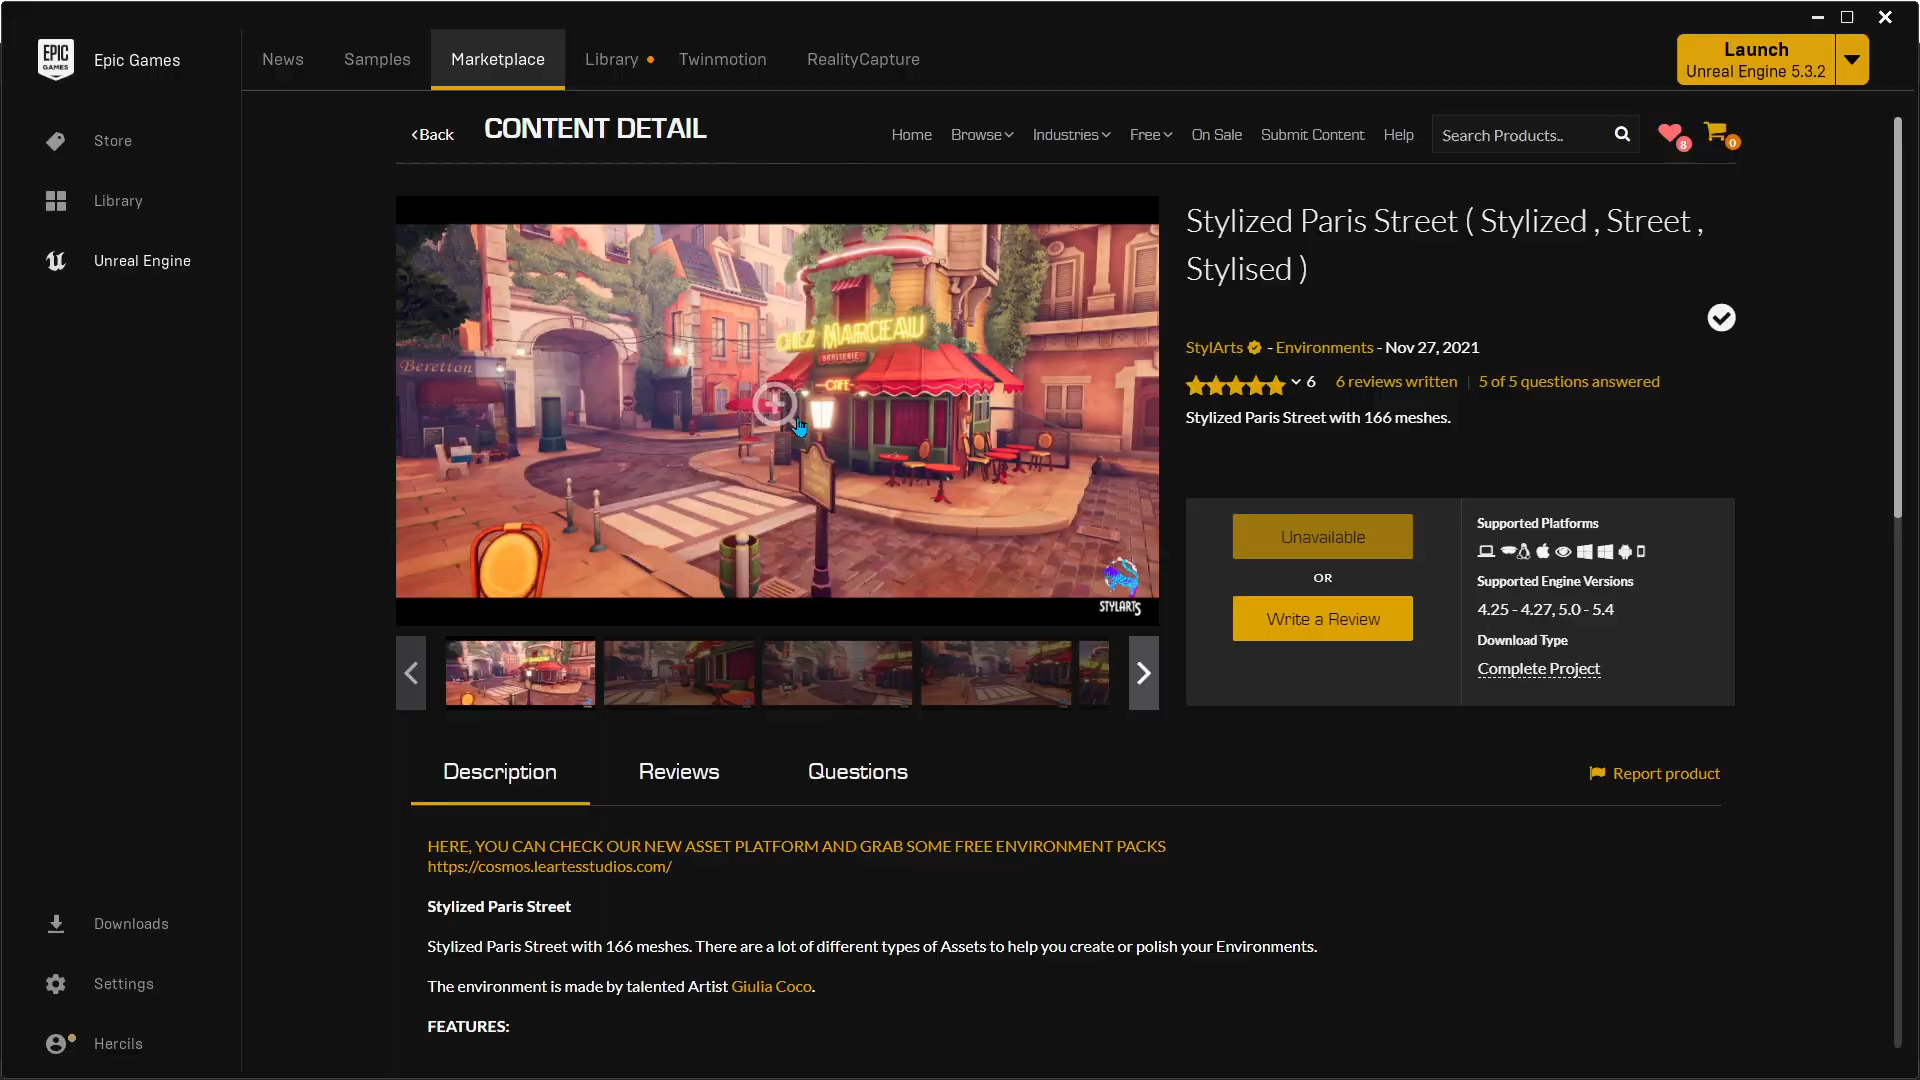 EPIC GAMES
Epic Games
News
Samples
Marketplace
Library
Twinmotion
RealityCapture
Launch
Unreal Engine 5.3.2
Store
Library
Unreal Engine
Downloads
Settings
Hercils
Back
CONTENT DETAIL
Home
Browse
Industries
Free
On Sale
Submit Content
Help
Search Products..
8
0
Beretton
CHEZ MARCEAU
BRASSERIE
CAFE
STYLARTS
Stylized Paris Street ( Stylized , Street ,
Stylised )
StylArts - Environments - Nov 27, 2021
6
6 reviews written | 5 of 5 questions answered
Stylized Paris Street with 166 meshes.
Unavailable
OR
Write a Review
Supported Platforms
Supported Engine Versions
4.25 - 4.27, 5.0 - 5.4
Download Type
Complete Project
Description
Reviews
Questions
Report product
HERE, YOU CAN CHECK OUR NEW ASSET PLATFORM AND GRAB SOME FREE ENVIRONMENT PACKS
https://cosmos.leartesstudios.com/
Stylized Paris Street
Stylized Paris Street with 166 meshes. There are a lot of different types of Assets to help you create or polish your Environments.
The environment is made by talented Artist Giulia Coco.
FEATURES: